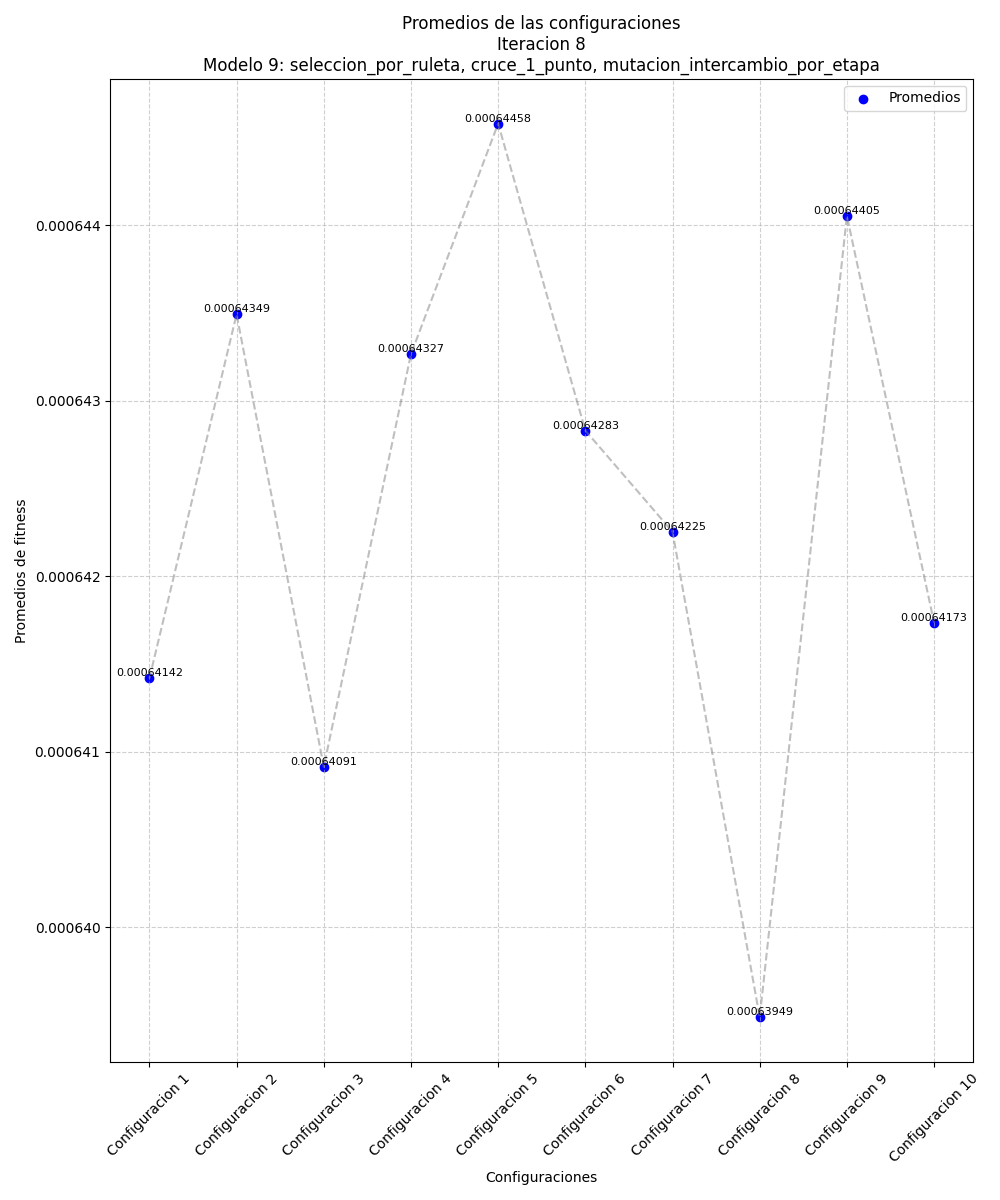 Promedios de las configuraciones
Iteracion 8
Modelo 9: seleccion_por_ruleta, cruce_1_punto, mutacion_intercambio_por_etapa
Promedios
0.00064458
0.00064405
0.000644
0.00064349
0.00064327
0.000643
0.00064283
0.00064225
0.000642
0.00064173
0.00064142
0.000641
0.00064091
0.000640
0.00063949
Promedios de fitness
Configuracion 1
Configuracion 2
Configuracion 3
Configuracion 4
Configuracion 5
Configuracion 6
Configuracion 7
Configuracion 8
Configuracion 9
Configuracion 10
Configuraciones